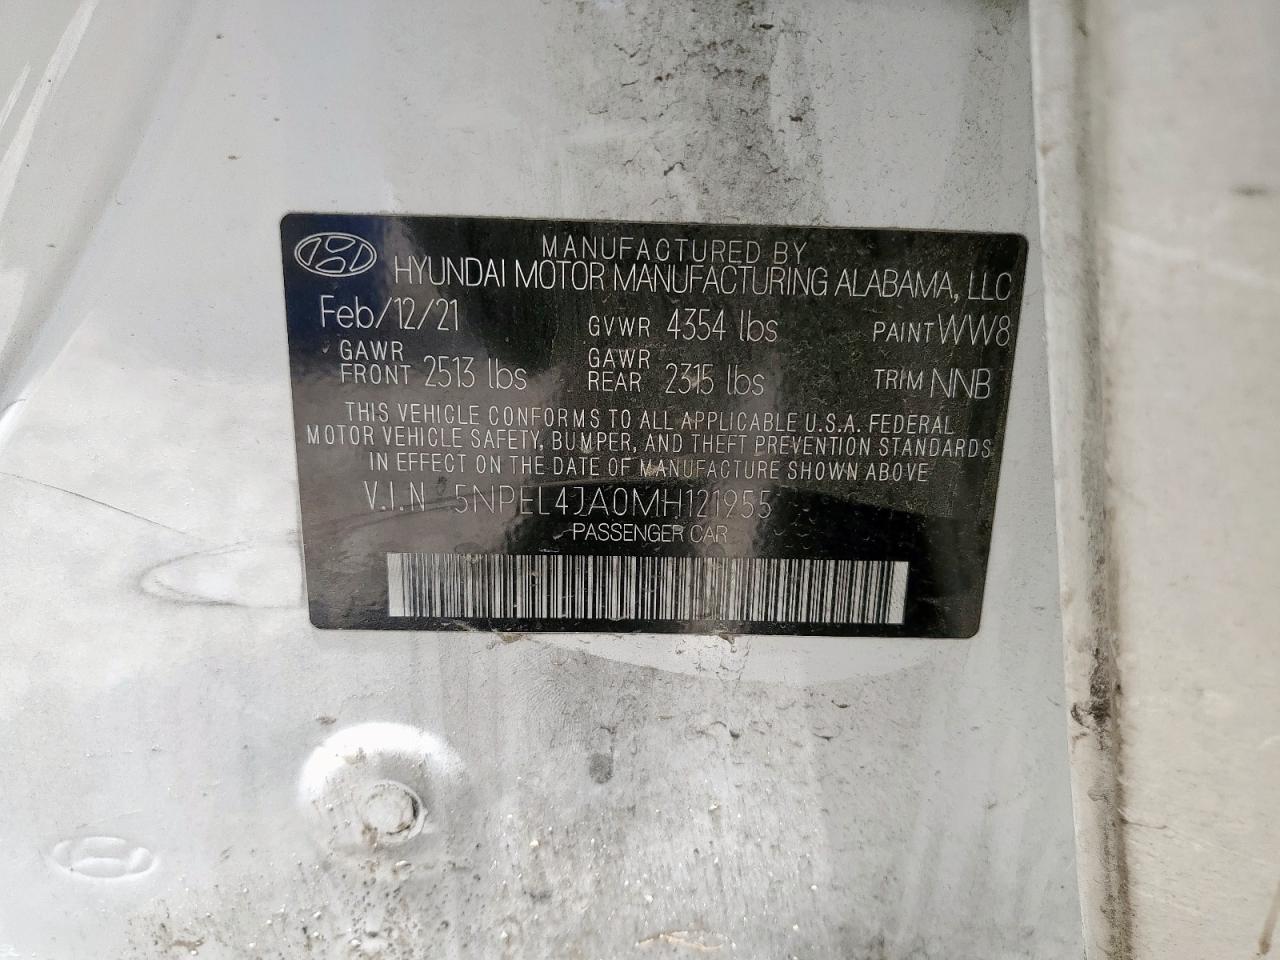 MANUFACTURED BY
HYUNDAI MOTOR MANUFACTURING ALABAMA, LLC
Feb/12/21 GVWR 4354 lbs PAINT WW8
GAWR FRONT 2513 lbs GAWR REAR 2315 lbs TRIM NNB
THIS VEHICLE CONFORMS TO ALL APPLICABLE U.S.A. FEDERAL
MOTOR VEHICLE SAFETY, BUMPER, AND THEFT PREVENTION STANDARDS
IN EFFECT ON THE DATE OF MANUFACTURE SHOWN ABOVE
V.I.N 5NPEL4JA0MH121955
PASSENGER CAR